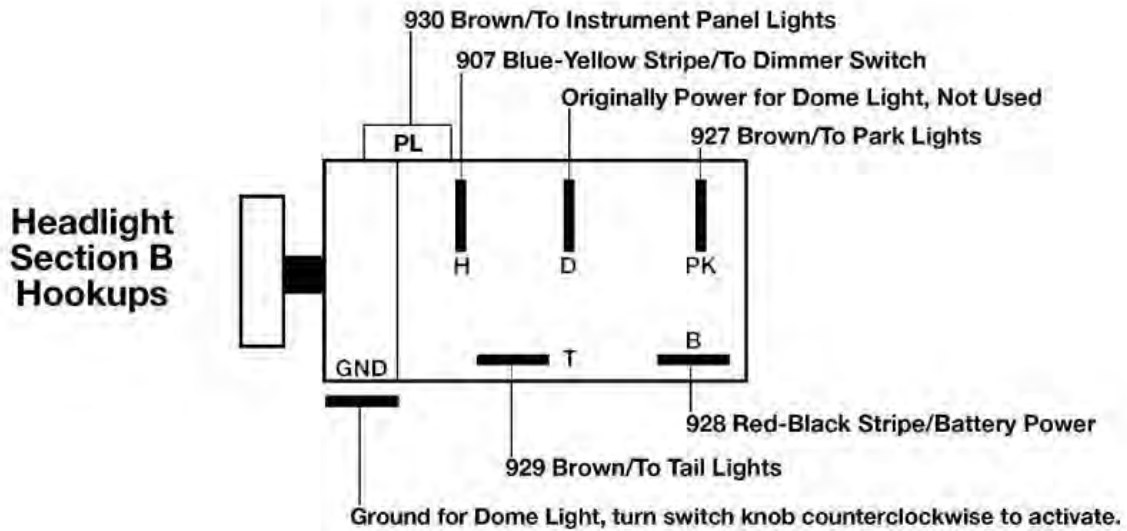 930 Brown/To Instrument Panel Lights
907 Blue-Yellow Stripe/To Dimmer Switch
Originally Power for Dome Light, Not Used
927 Brown/To Park Lights
PL
Headlight
Section B
Hookups
H
D
PK
B
T
GND
928 Red-Black Stripe/Battery Power
929 Brown/To Tail Lights
Ground for Dome Light, turn switch knob counterclockwise to activate.